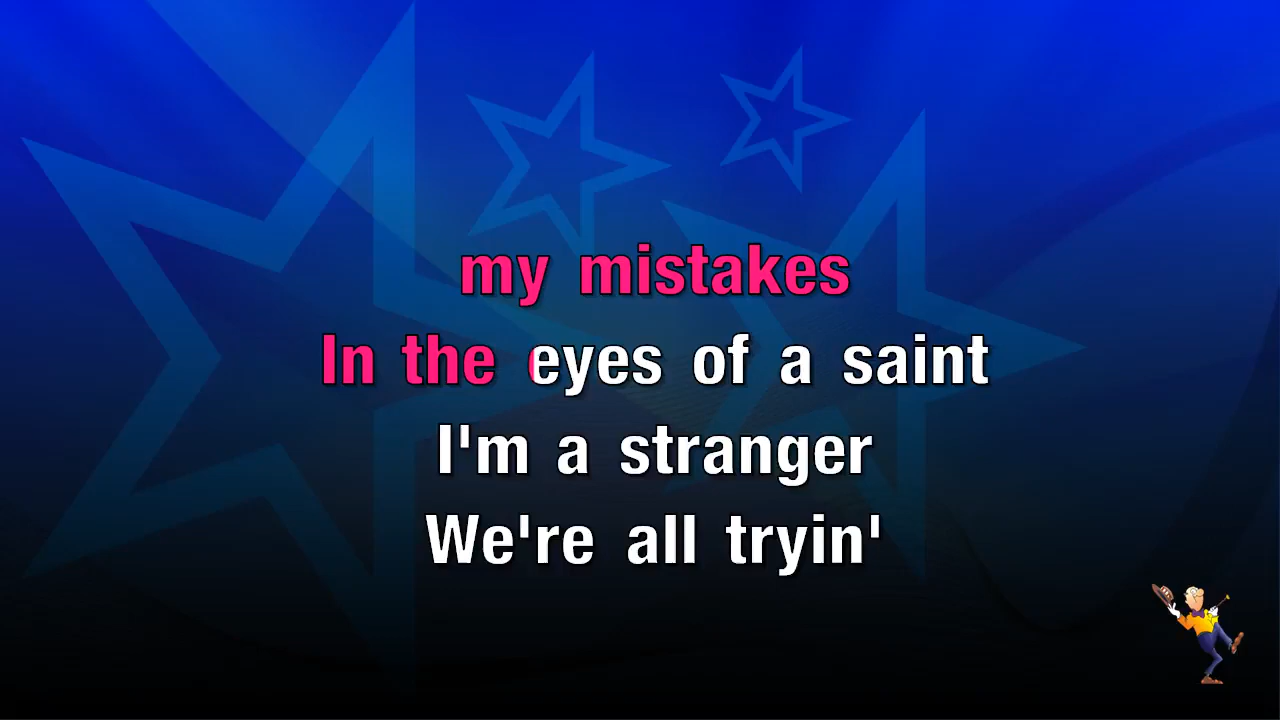 my mistakes
In the eyes of a saint
I'm a stranger
We're all tryin'